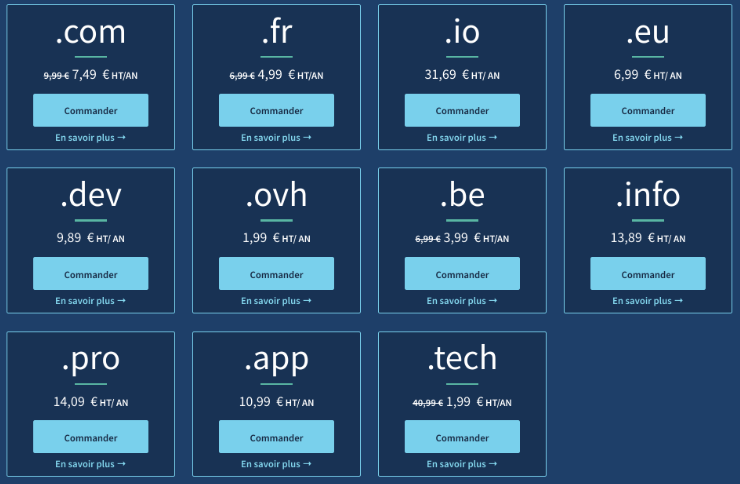 .com
9,99 € 7,49 € HT/AN
Commander
En savoir plus →
.fr
6,99 € 4,99 € HT/AN
Commander
En savoir plus →
.io
31,69 € HT/ AN
Commander
En savoir plus →
.eu
6,99 € HT/ AN
Commander
En savoir plus →
.dev
9,89 € HT/ AN
Commander
En savoir plus →
.ovh
1,99 € HT/ AN
Commander
En savoir plus →
.be
6,99 € 3,99 € HT/AN
Commander
En savoir plus →
.info
13,89 € HT/ AN
Commander
En savoir plus →
.pro
14,09 € HT/ AN
Commander
En savoir plus →
.app
10,99 € HT/ AN
Commander
En savoir plus →
.tech
40,99 € 1,99 € HT/AN
Commander
En savoir plus →